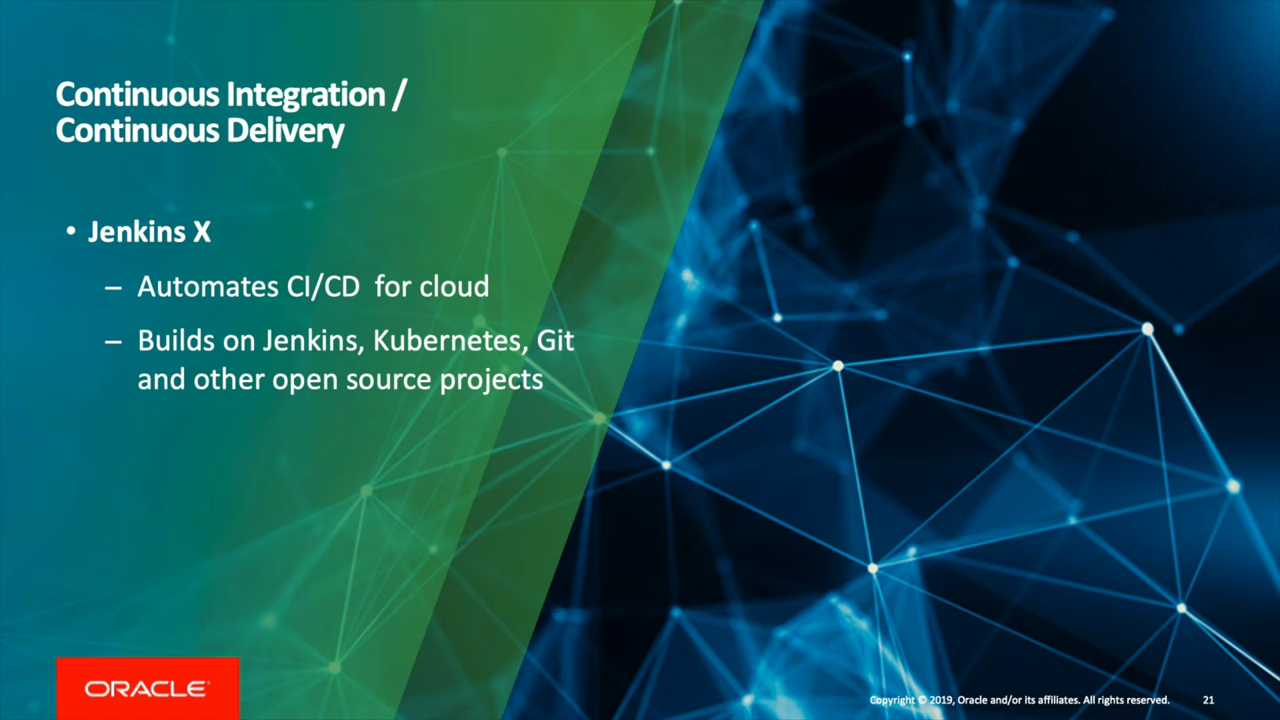 Continuous Integration /
Continuous Delivery
• Jenkins X
– Automates CI/CD  for cloud
– Builds on Jenkins, Kubernetes, Git
and other open source projects
ORACLE®
Copyright © 2019, Oracle and/or its affiliates. All rights reserved.
21